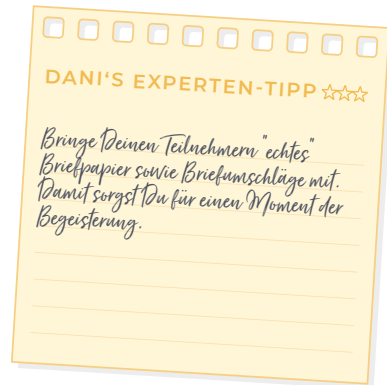 DANI‘S EXPERTEN-TIPP
Bringe Deinen Teilnehmern "echtes"
Briefpapier sowie Briefumschläge mit.
Damit sorgst Du für einen Moment der
Begeisterung.